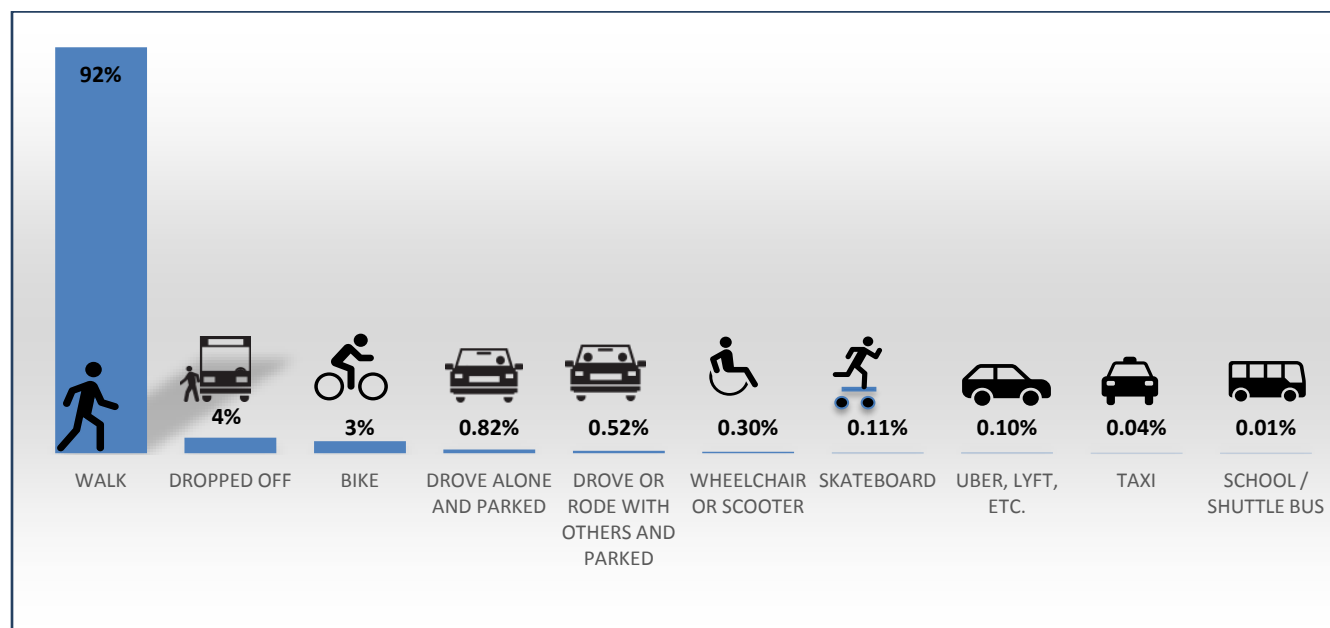 92%
4%
3%
0.82%
0.52%
0.30%
0.11%
0.10%
0.04%
0.01%
WALK
DROPPED OFF
BIKE
DROVE ALONE
AND PARKED
DROVE OR
RODE WITH
OTHERS AND
PARKED
WHEELCHAIR
OR SCOOTER
SKATEBOARD
UBER, LYFT,
ETC.
TAXI
SCHOOL /
SHUTTLE BUS